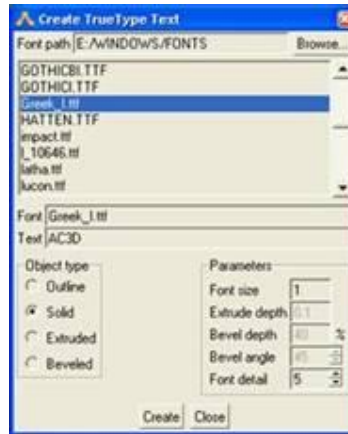 Create TrueType Text
Font path E:/WINDOWS/FONTS Browse...
GOTHICBI.TTF
GOTHICI.TTF
Greek_i.ttf
HATTEN.TTF
impact.ttf
l_10646.ttf
latha.ttf
lucon.ttf
Font Greek_i.ttf
Text AC3D
Object type
Outline
Solid
Extruded
Beveled
Parameters
Font size 1
Extrude depth 0.1
Bevel depth 40 %
Bevel angle 45
Font detail 5
Create Close